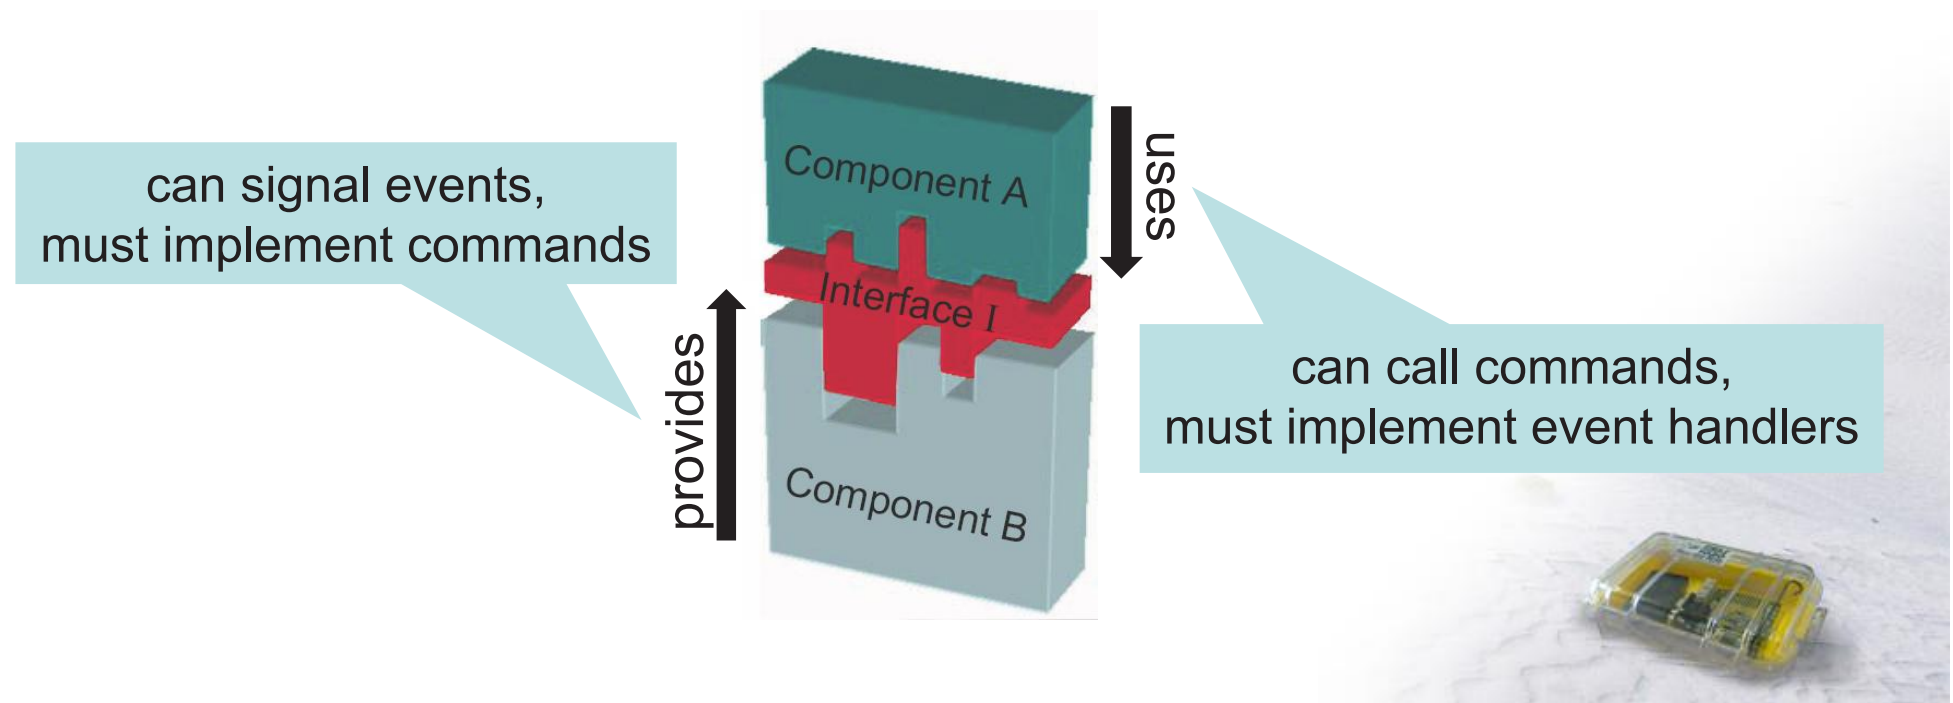 can signal events,
must implement commands
provides
Component A
Interface I
Component B
uses
can call commands,
must implement event handlers